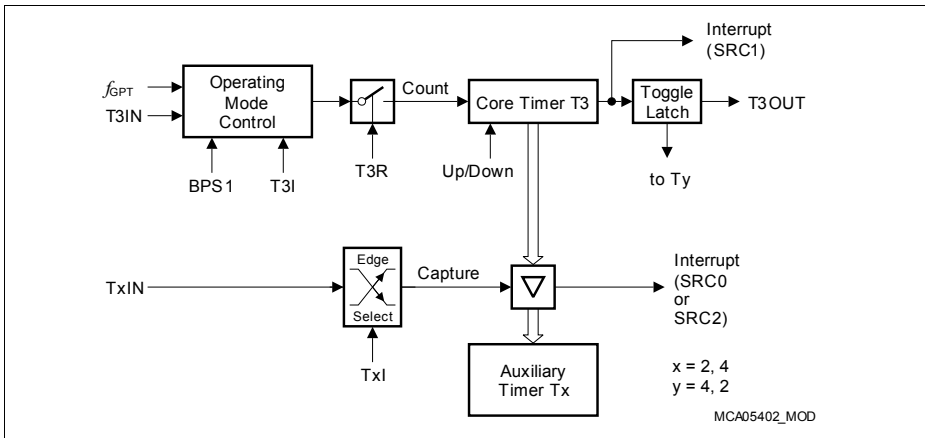 Interrupt
(SRC1)
fGPT
T3IN
Operating
Mode
Control
Count
Core Timer T3
Toggle
Latch
T3OUT
BPS1
T3I
T3R
Up/Down
to Ty
TxIN
Edge
Select
Capture
Interrupt
(SRC0
or
SRC2)
TxI
Auxiliary
Timer Tx
x = 2, 4
y = 4, 2
MCA05402_MOD